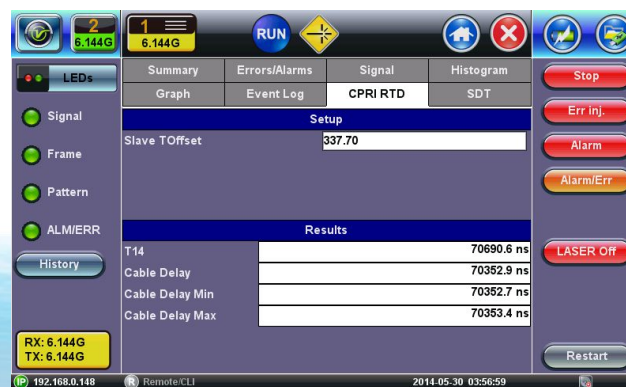 2
6.144G
1
6.144G
RUN
LEDs
Signal
Frame
Pattern
ALM/ERR
History
RX: 6.144G
TX: 6.144G
Summary
Errors/Alarms
Signal
Histogram
Graph
Event Log
CPRI RTD
SDT
Setup
Slave TOffset
337.70
Results
T14
70690.6 ns
Cable Delay
70352.9 ns
Cable Delay Min
70352.7 ns
Cable Delay Max
70353.4 ns
Stop
Err inj.
Alarm
Alarm/Err
LASER Off
Restart
IP 192.168.0.148
R Remote/CLI
2014-05-30 03:56:59